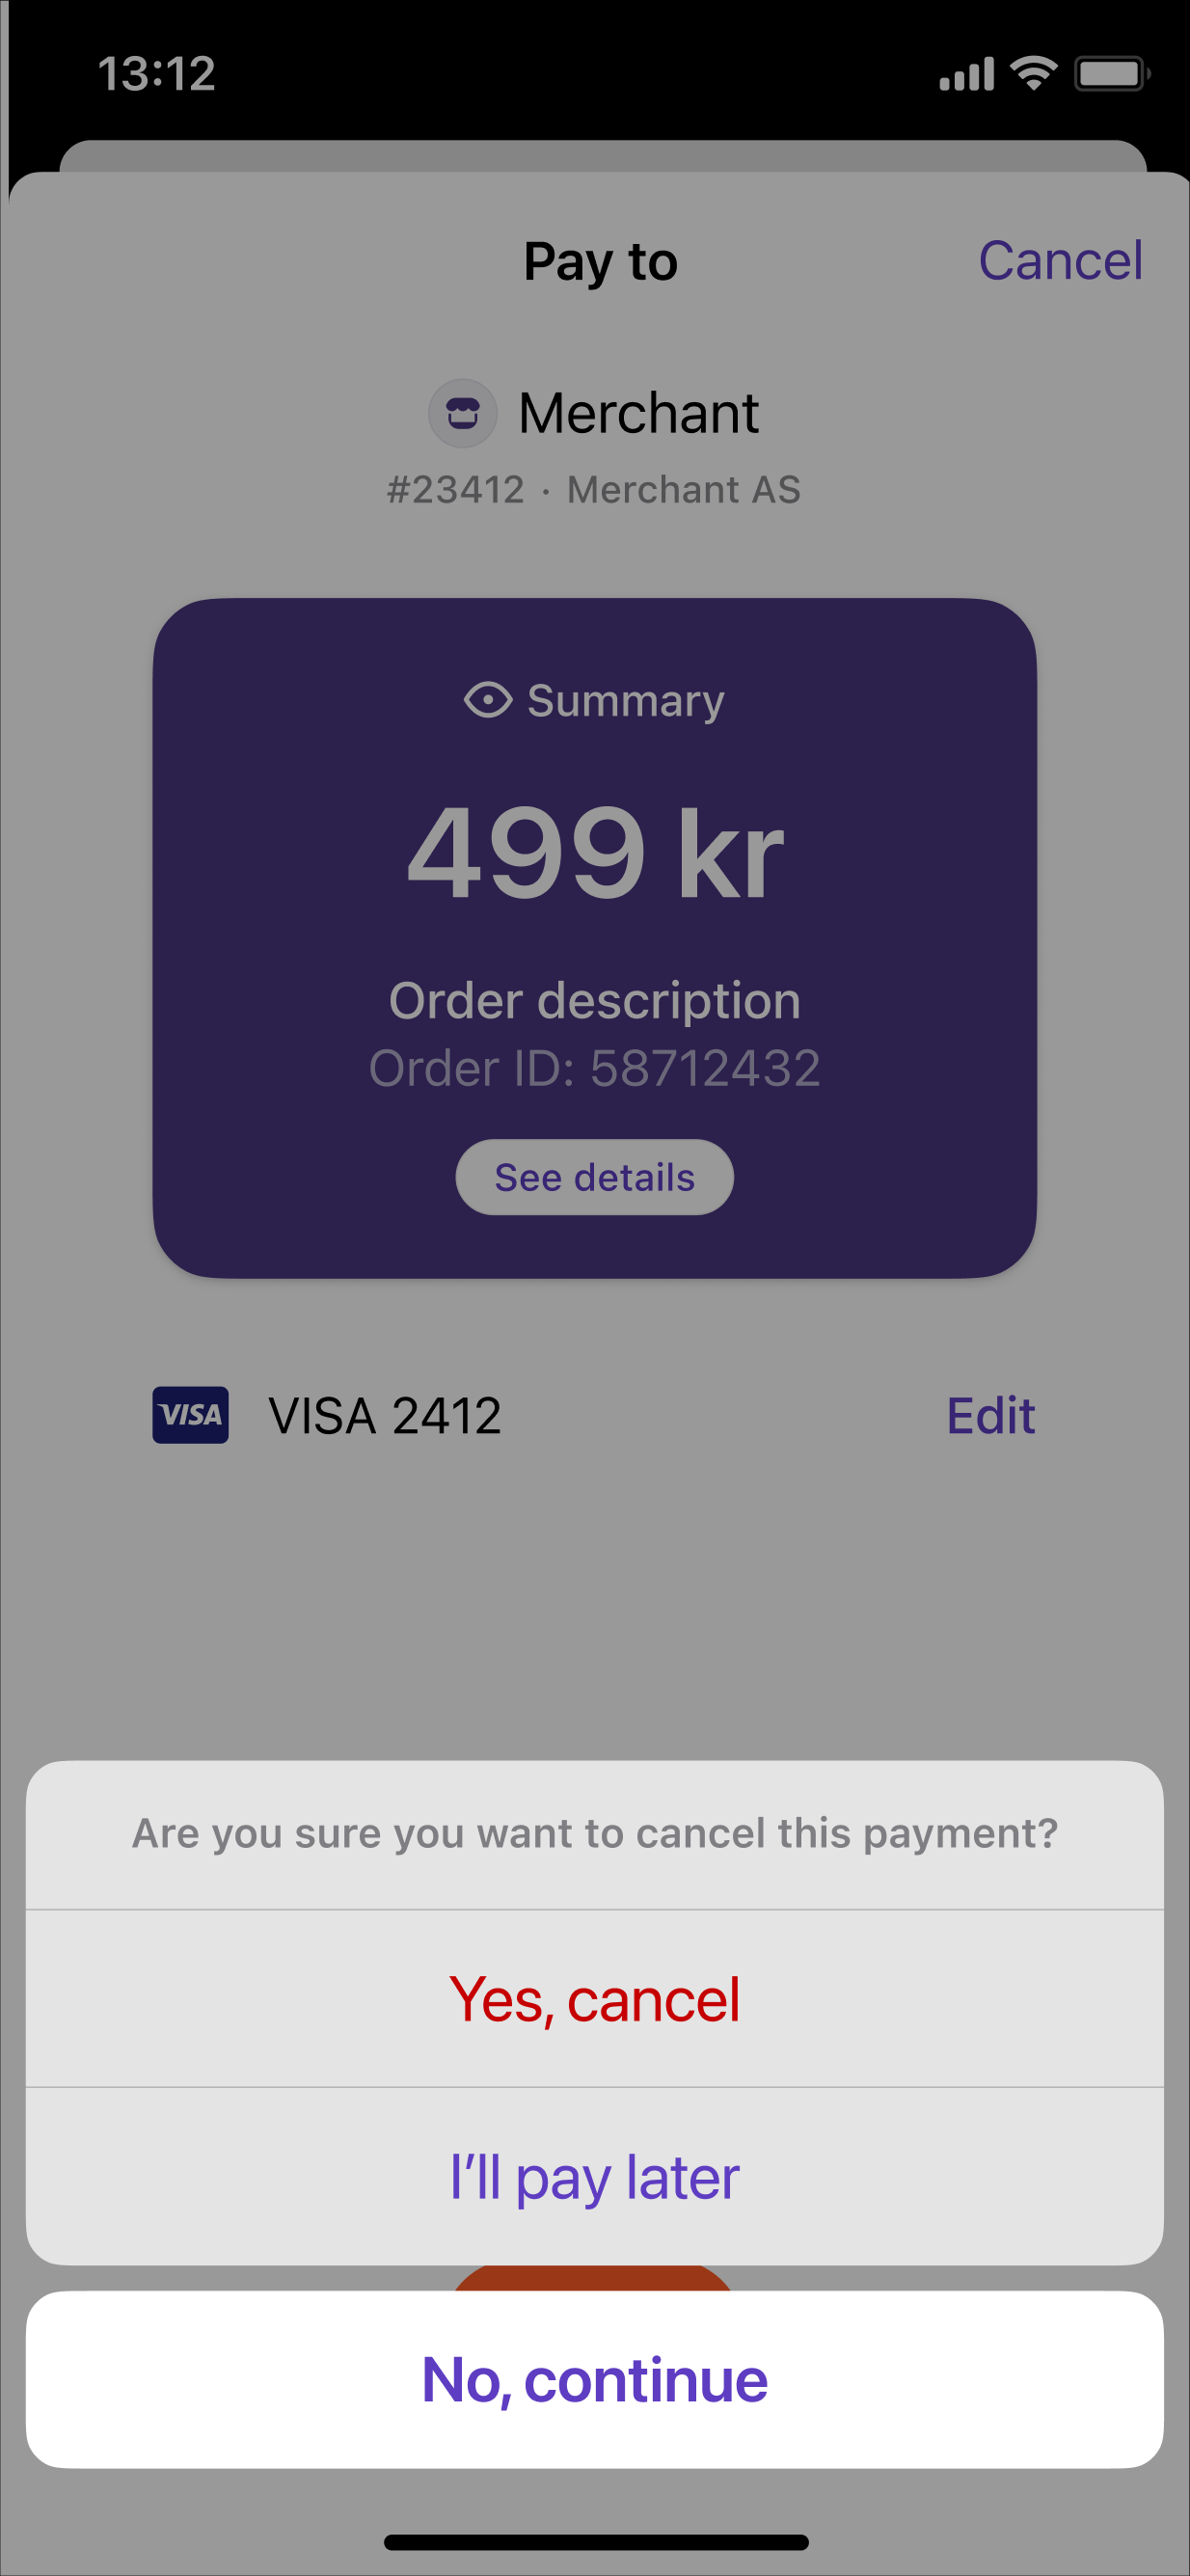 13:12
Pay to
Cancel
Merchant
#23412 · Merchant AS
Summary
499 kr
Order description
Order ID: 58712432
See details
VISA VISA 2412
Edit
Are you sure you want to cancel this payment?
Yes, cancel
I’ll pay later
No, continue